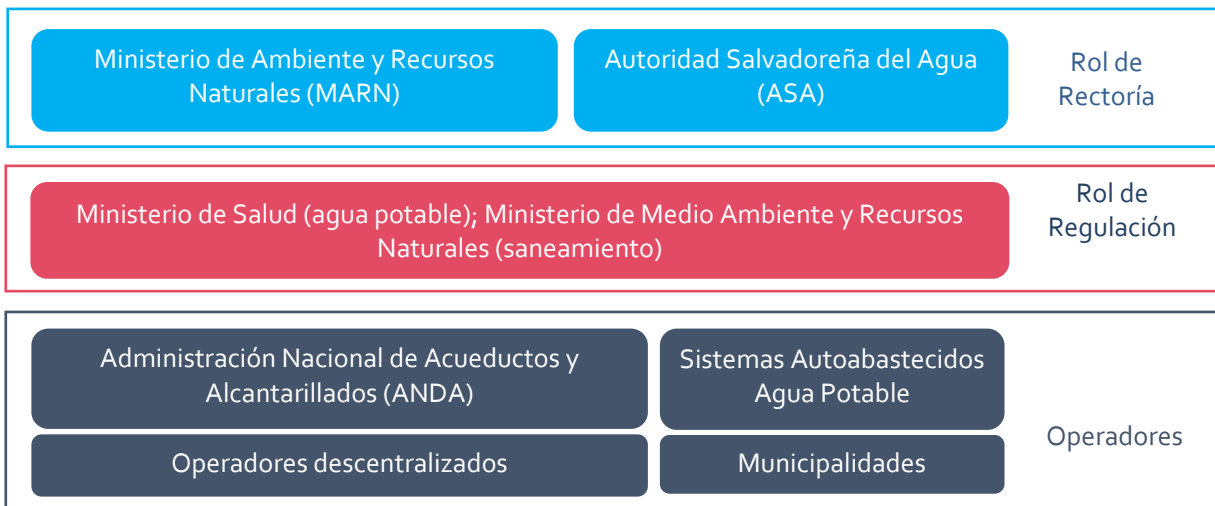 Ministerio de Ambiente y Recursos
Naturales (MARN)
Autoridad Salvadoreña del Agua
(ASA)
Rol de
Rectoría
Ministerio de Salud (agua potable); Ministerio de Medio Ambiente y Recursos
Naturales (saneamiento)
Rol de
Regulación
Administración Nacional de Acueductos y
Alcantarillados (ANDA)
Sistemas Autoabastecidos
Agua Potable
Operadores descentralizados
Municipalidades
Operadores